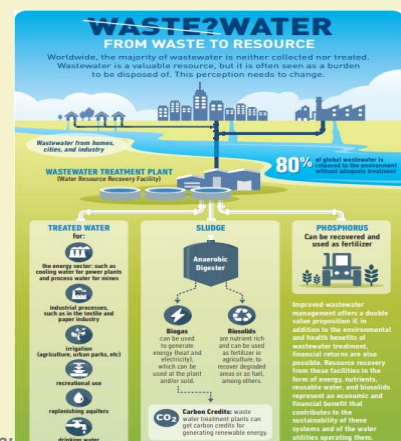 WASTE?WATER
FROM WASTE TO RESOURCE
Worldwide, the majority of wastewater is neither collected nor treated.
Wastewater is a valuable resource, but it is often seen as a burden
to be disposed of. This perception needs to change.
Wastewater from homes,
cities, and industry
80% of global wastewater is
released to the environment
without adequate treatment
WASTEWATER TREATMENT PLANT
(Water Resource Recovery Facility)
TREATED WATER
for:
the energy sector: such as
cooling water for power plants
and process water for mines
industrial processes,
such as in the textile and
paper industry
irrigation
(agriculture, urban parks, etc)
recreational use
replenishing aquifers
drinking water
SLUDGE
Anaerobic
Digester
Biogas
can be used
to generate
energy (heat and
electricity),
which can be
used at the plant
and/or sold.
Biosolids
are nutrient rich
and can be used
as fertilizer in
agriculture, to
recover degraded
areas or as fuel,
among others.
CO₂
Carbon Credits: waste
water treatment plants can
get carbon credits for
generating renewable energy.
PHOSPHORUS
Can be recovered and
used as fertilizer
Improved wastewater
management offers a double
value proposition if, in
addition to the environmental
and health benefits of
wastewater treatment,
financial returns are also
possible. Resource recovery
from these facilities in the
form of energy, nutrients,
reusable water, and biosolids
represent an economic and
financial benefit that
contributes to the
sustainability of these
systems and of the water
utilities operating them.